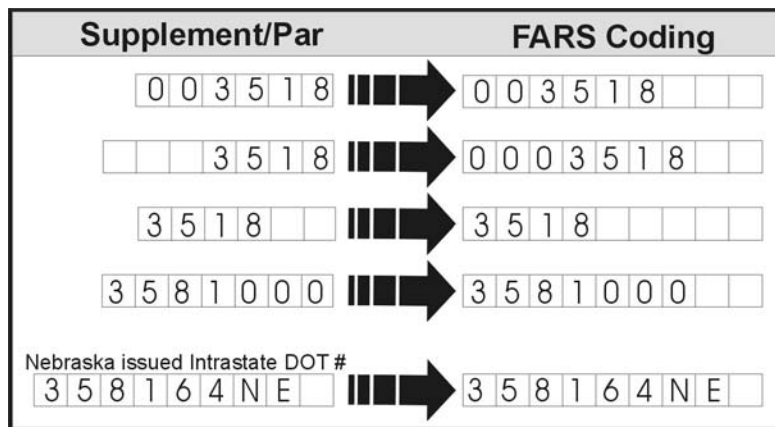 Supplement/Par FARS Coding
003518 003518
3518 0003518
3518 3518
3581000 3581000
Nebraska issued Intrastate DOT #
358164NE 358164NE